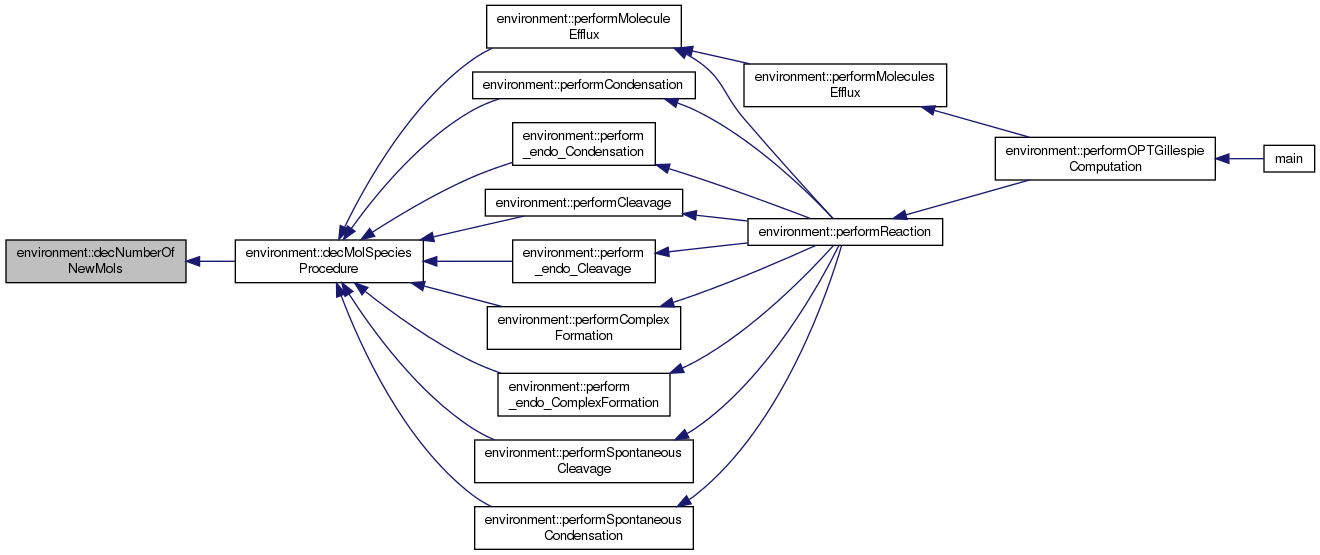 environment::performMolecule
Efflux
environment::performMolecules
Efflux
environment::performCondensation
environment::perform
_endo_Condensation
environment::performOPTGillespie
Computation
main
environment::performCleavage
environment::performReaction
environment::decNumberOf
NewMols
environment::decMolSpecies
Procedure
environment::perform
_endo_Cleavage
environment::performComplex
Formation
environment::perform
_endo_ComplexFormation
environment::performSpontaneous
Cleavage
environment::performSpontaneous
Condensation